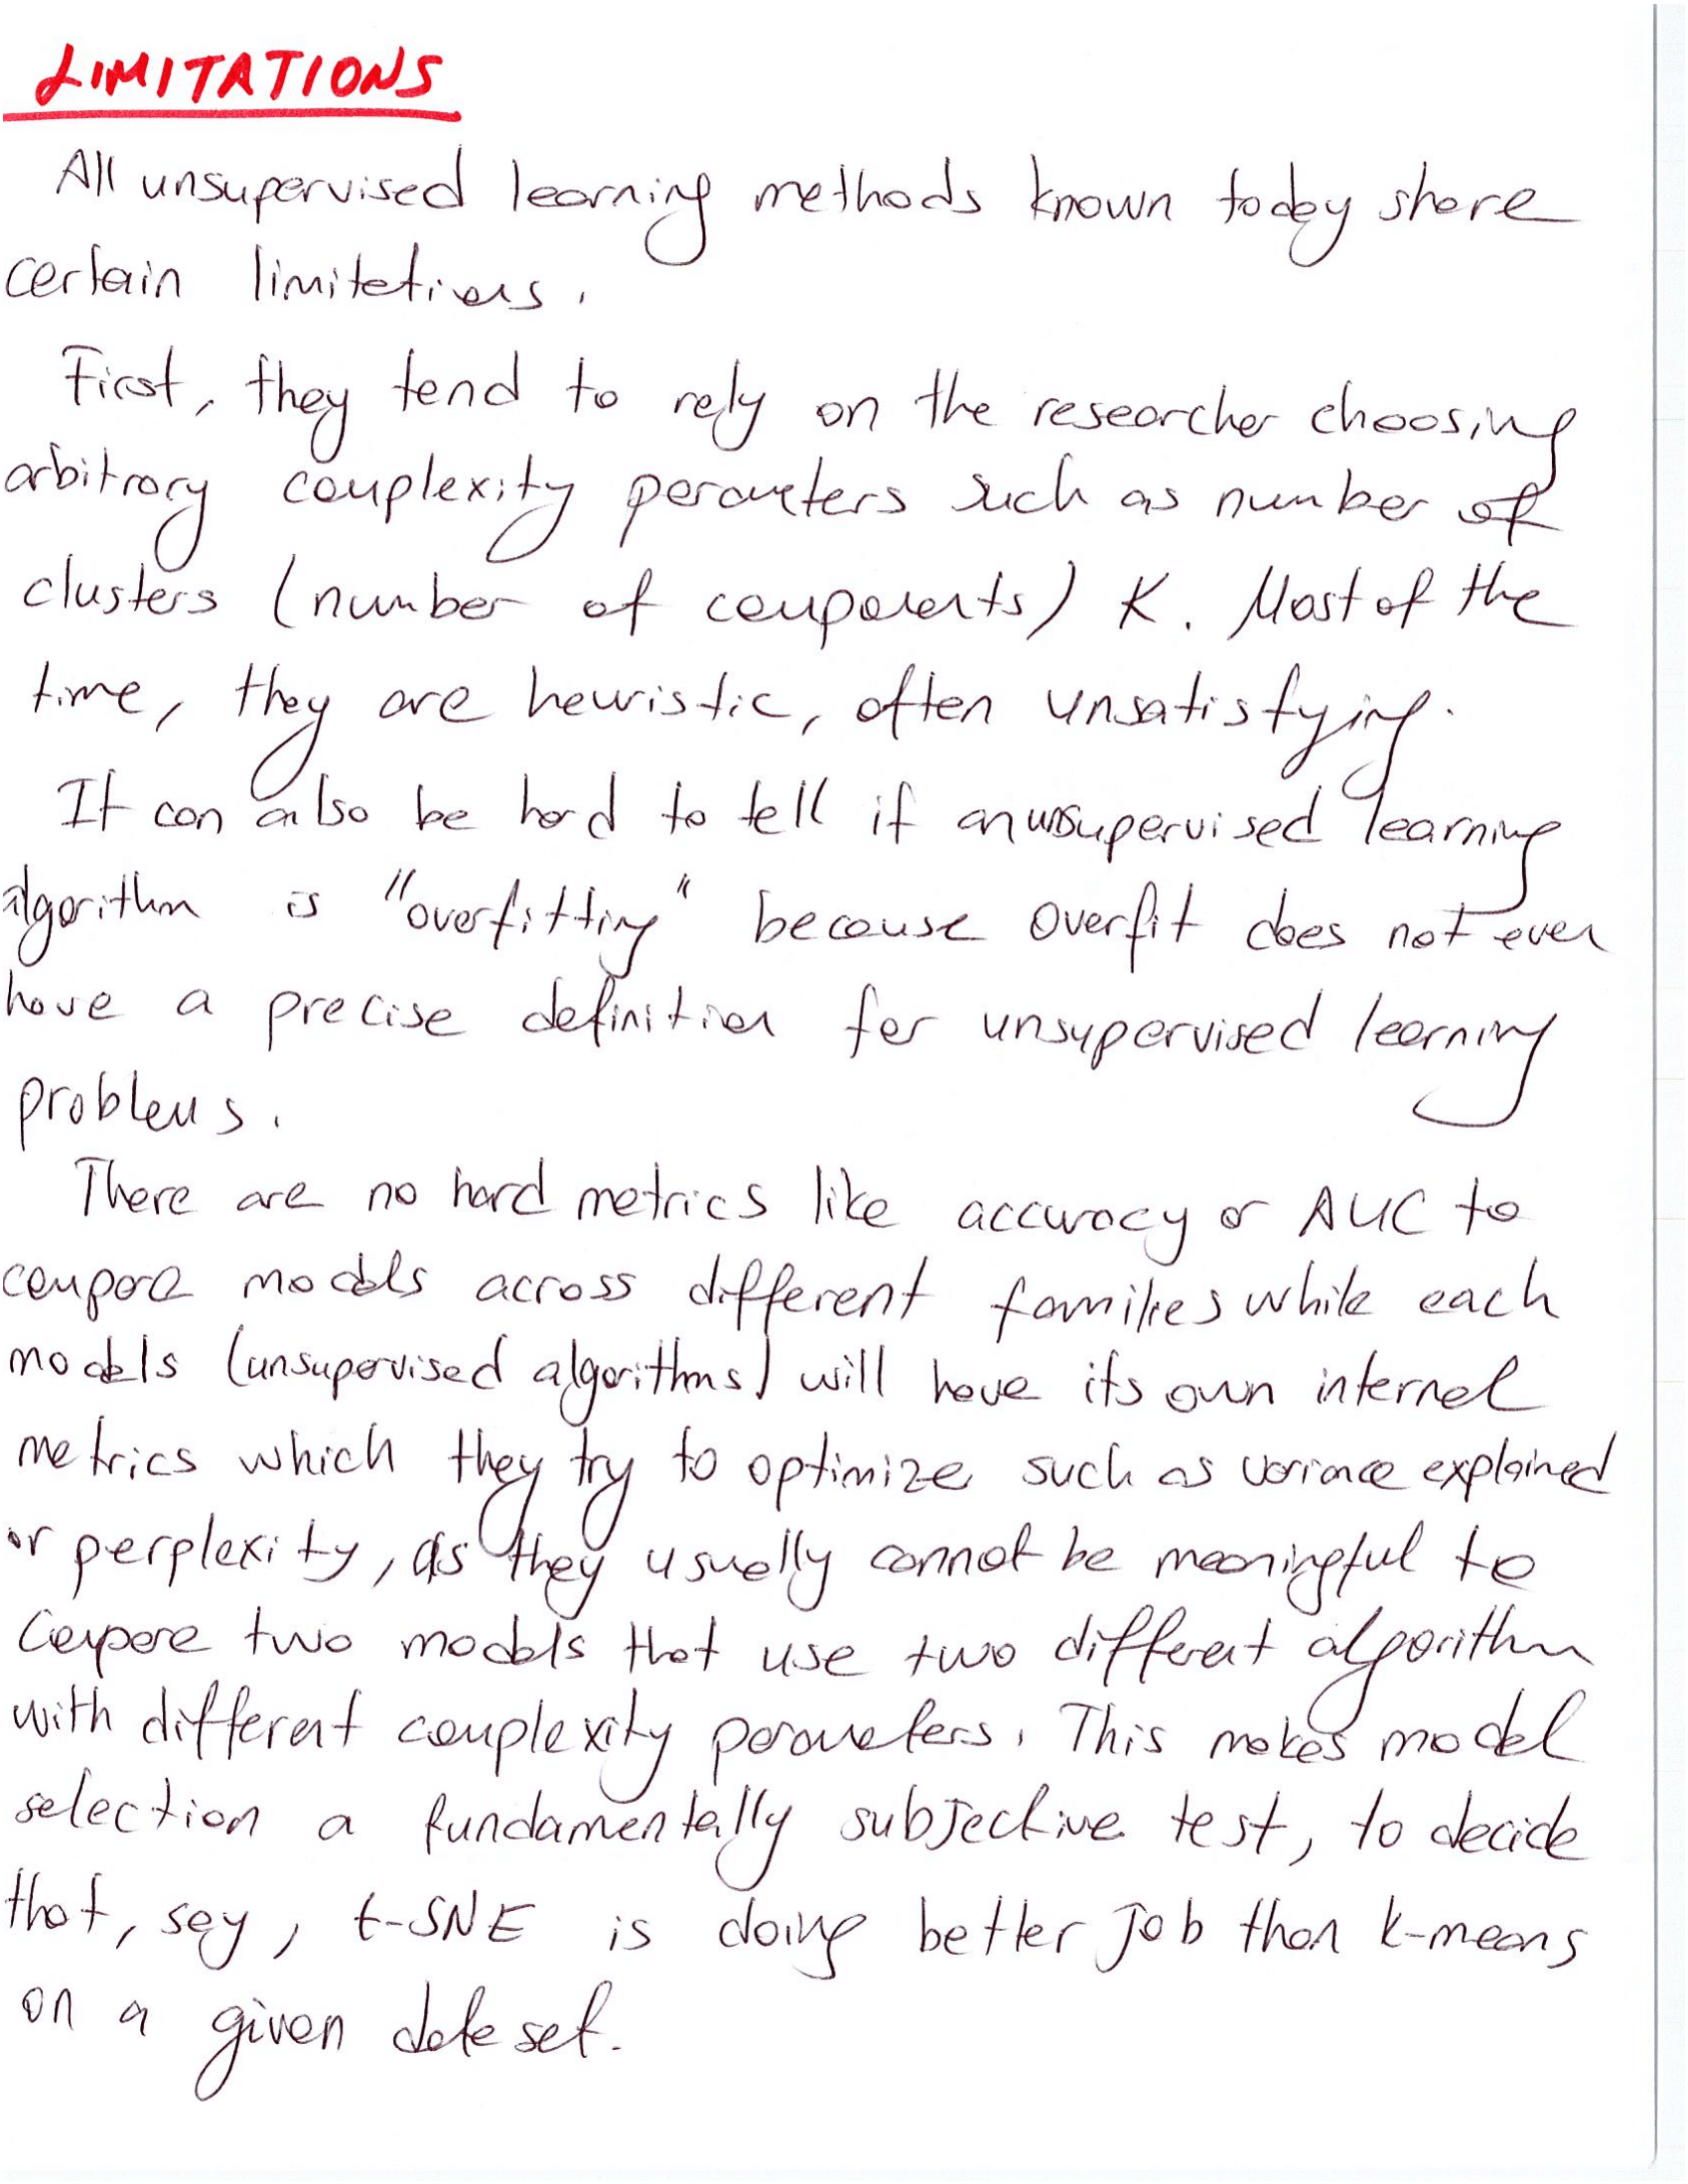 LIMITATIONS
All unsupervised learning methods known today share
certain limitations.
First, they tend to rely on the researcher choosing
arbitrary complexity parameters such as number of
clusters (number of components) K. Most of the
time, they are heuristic, often unsatisfying.
It can also be hard to tell if an unsupervised learning
algorithm is "overfitting" because overfit does not even
have a precise definition for unsupervised learning
problems.
There are no hard metrics like accuracy or AUC to
compare models across different families while each
models (unsupervised algorithms) will have its own internal
metrics which they try to optimize such as variance explained
or perplexity, as they usually cannot be meaningful to
Compare two models that use two different algorithm
with different complexity parameters. This makes model
selection a fundamentally subjective test, to decide
that, say, t-SNE is doing better job than k-means
on a given data set.